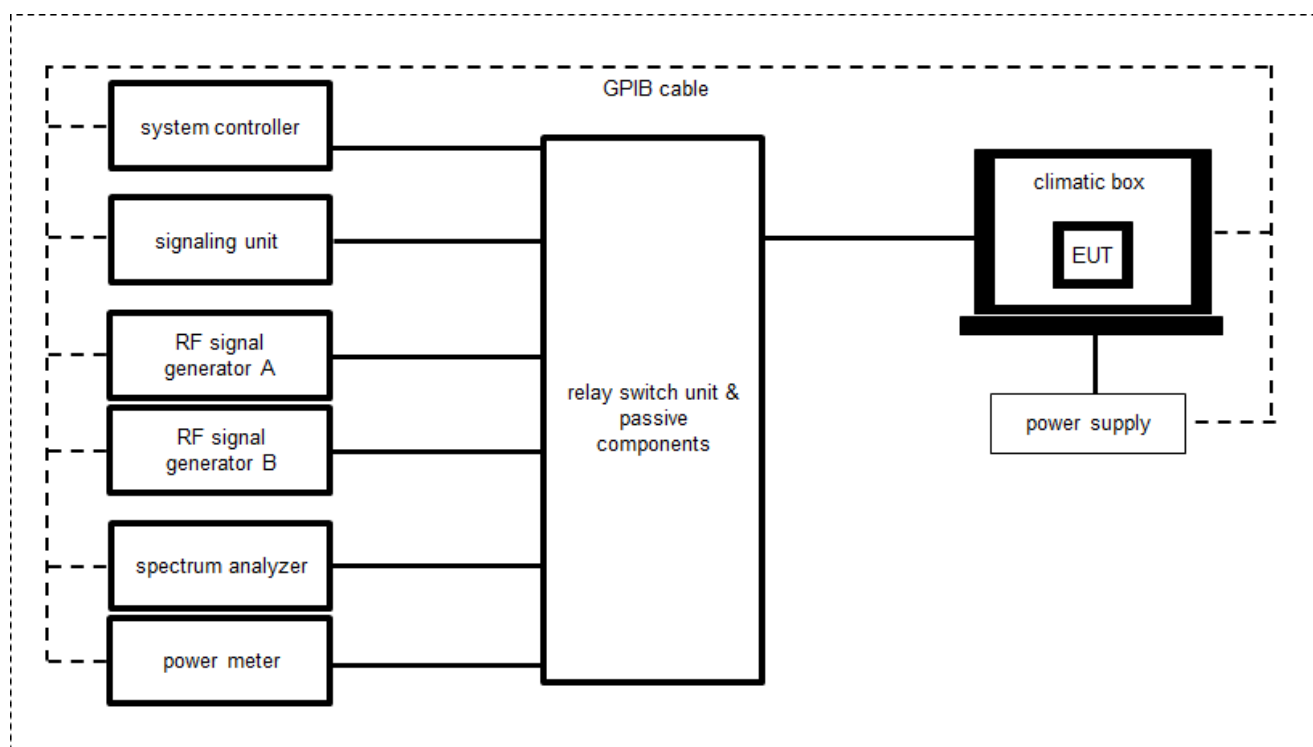 GPIB cable
system controller
signaling unit
RF signal
generator A
RF signal
generator B
spectrum analyzer
power meter
relay switch unit &
passive
components
climatic box
EUT
power supply